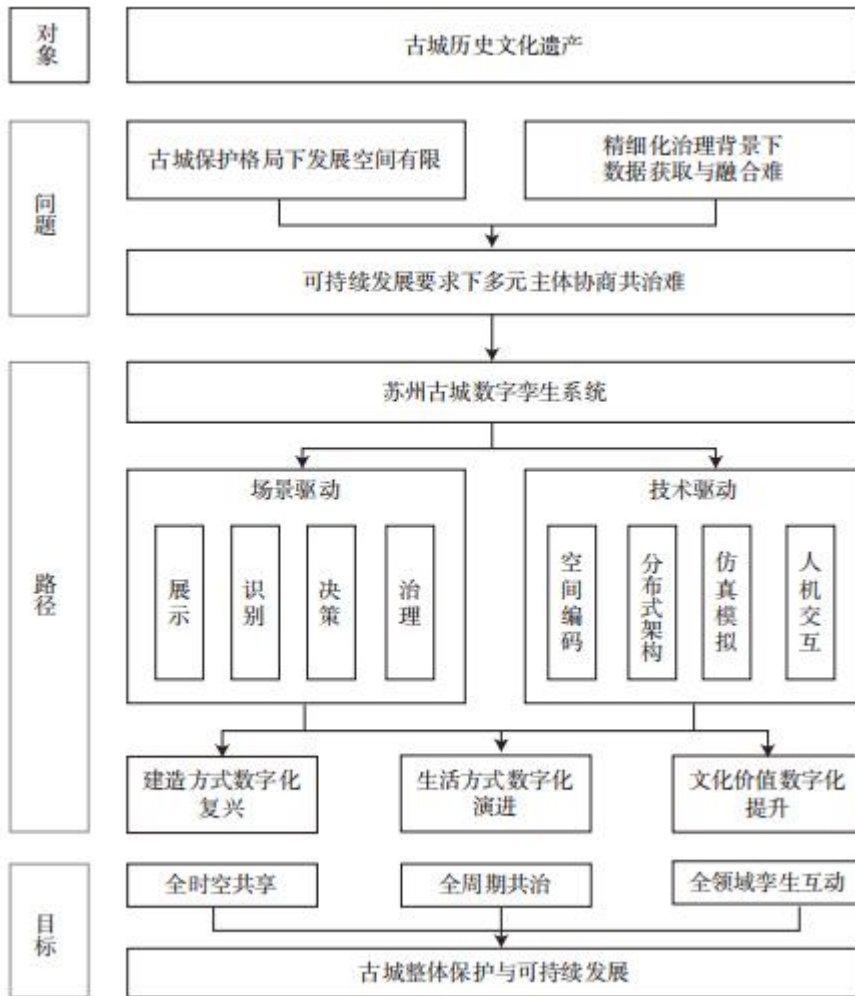 对象
古城历史文化遗产
问题
古城保护格局下发展空间有限
精细化治理背景下
数据获取与融合难
可持续发展要求下多元主体协商共治难
路径
苏州古城数字孪生系统
场景驱动
展示
识别
决策
治理
技术驱动
空间编码
分布式架构
仿真模拟
人机交互
建造方式数字化
复兴
生活方式数字化
演进
文化价值数字化
提升
目标
全时空共享
全周期共治
全领域孪生互动
古城整体保护与可持续发展